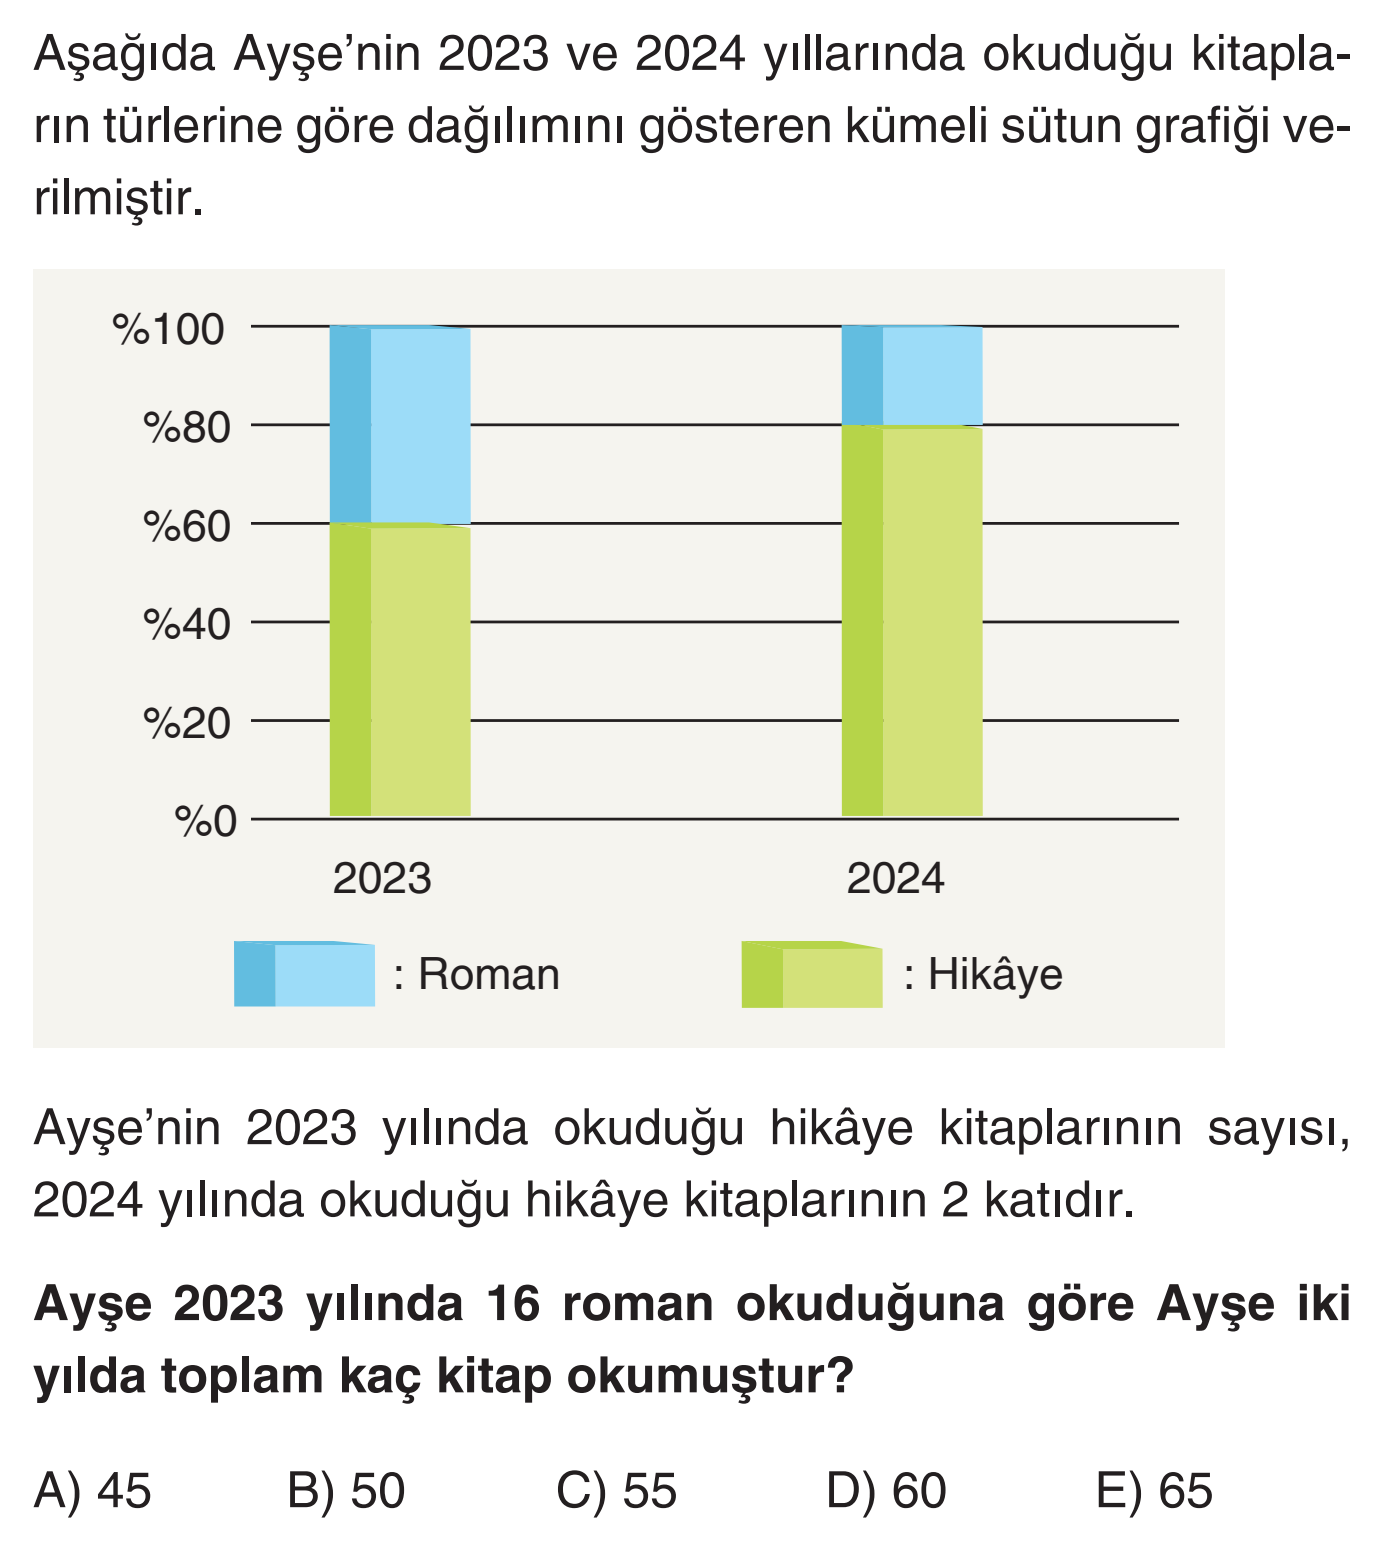 Aşağıda Ayşe’nin 2023 ve 2024 yıllarında okuduğu kitapla-
rın türlerine göre dağılımını gösteren kümeli sütun grafiği ve-
rilmiştir.
%100
%80
%60
%40
%20
%0
2023 2024
: Roman : Hikâye
Ayşe’nin 2023 yılında okuduğu hikâye kitaplarının sayısı,
2024 yılında okuduğu hikâye kitaplarının 2 katıdır.
Ayşe 2023 yılında 16 roman okuduğuna göre Ayşe iki
yılda toplam kaç kitap okumuştur?
A) 45 B) 50 C) 55 D) 60 E) 65